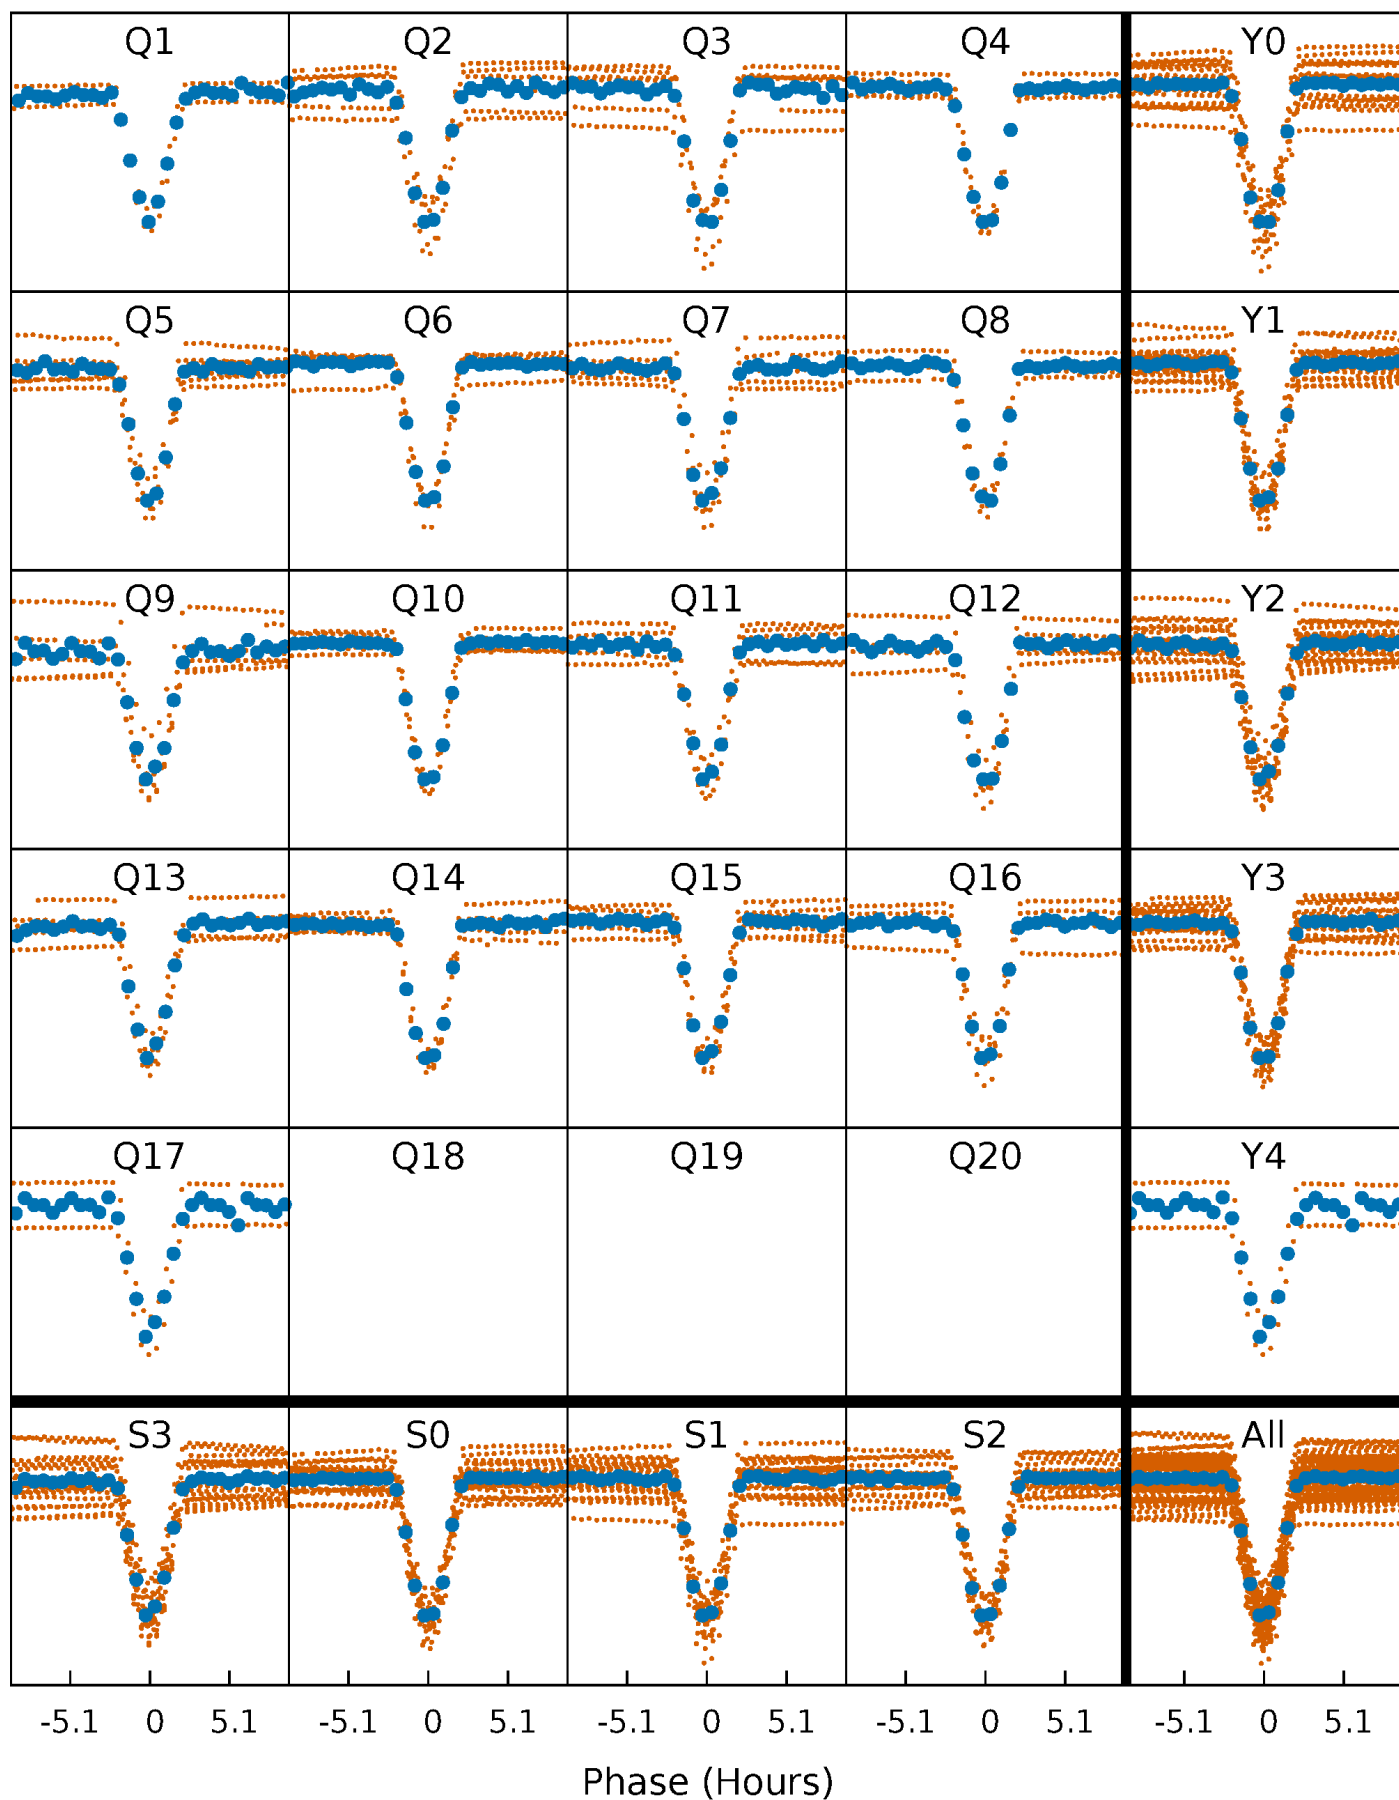 Q1 Q2 Q3 Q4 Y0
Q5 Q6 Q7 Q8 Y1
Q9 Q10 Q11 Q12 Y2
Q13 Q14 Q15 Q16 Y3
Q17 Q18 Q19 Q20 Y4
S3 S0 S1 S2 All
-5.1 0 5.1 -5.1 0 5.1 -5.1 0 5.1 -5.1 0 5.1 -5.1 0 5.1
Phase (Hours)